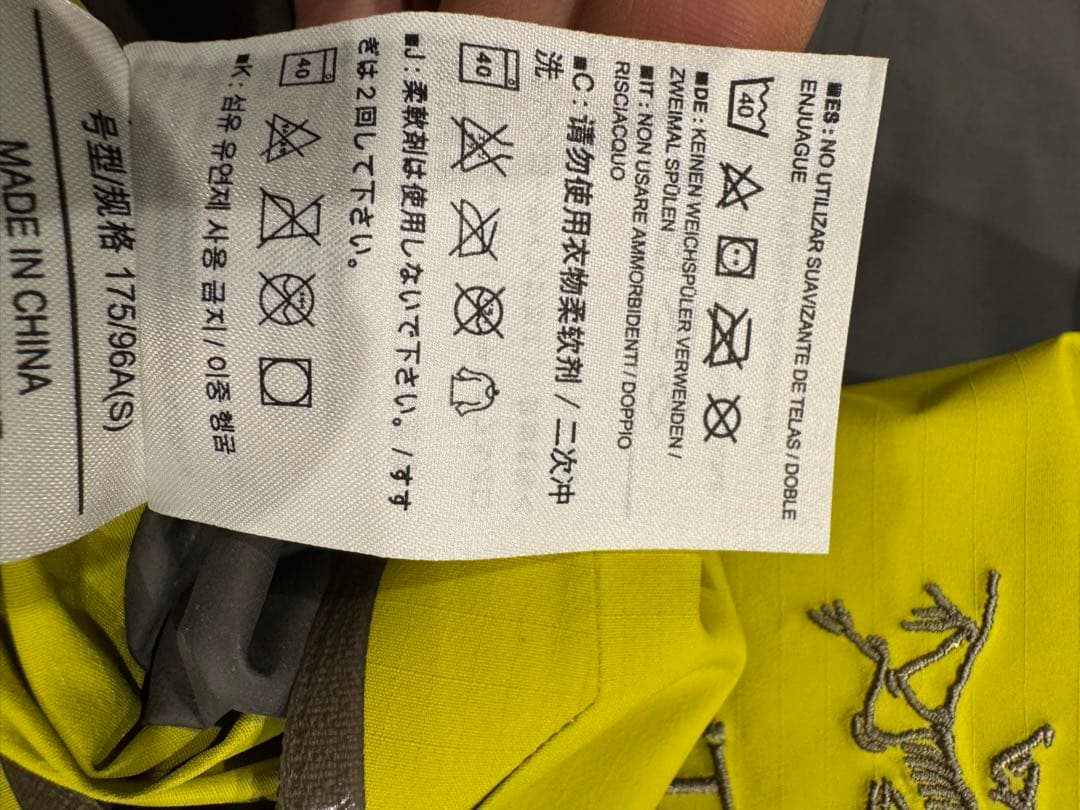 ■ES : NO UTILIZAR SUAVIZANTE DE TELAS / DOBLE
ENJUAGUE
40
■DE : KEINEN WEICHSPÜLER VERWENDEN /
ZWEIMAL SPÜLEN
■IT : NON USARE AMMORBIDENTI / DOPPIO
RISCIACQUO
■C : 请勿使用衣物柔软剂 / 二次冲
洗
40
■J : 柔軟剤は使用しないで下さい。/ すす
ぎは2回して下さい。
40
■K : 섬유 유연제 사용 금지 / 이중 헹굼
号型规格 175/96A(S)
MADE IN CHINA